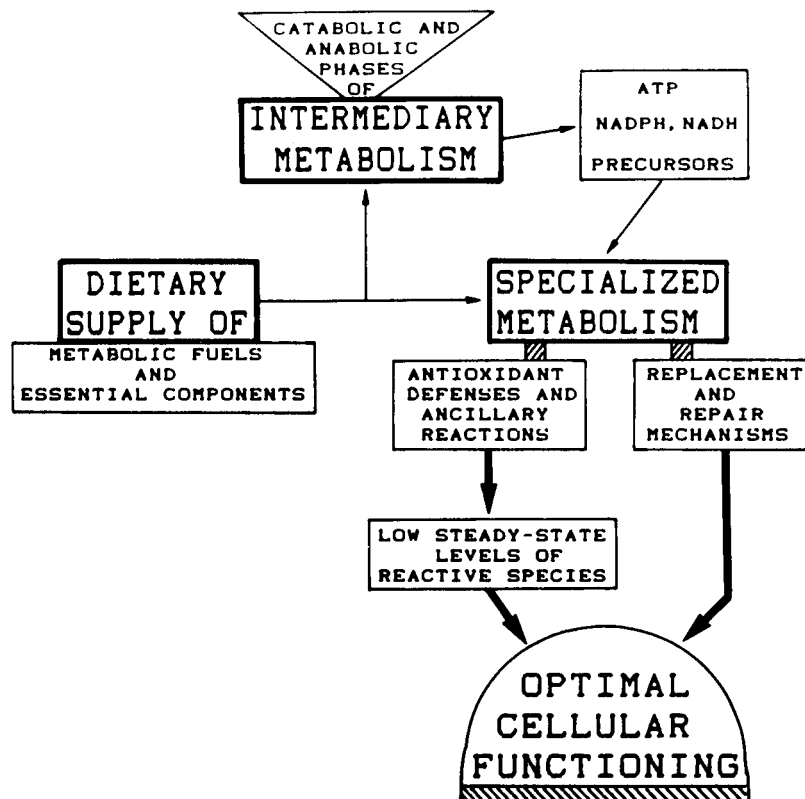 CATABOLIC AND
ANABOLIC
PHASES
OF
INTERMEDIARY
METABOLISM
ATP
NADPH, NADH
PRECURSORS
DIETARY
SUPPLY OF
METABOLIC FUELS
AND
ESSENTIAL COMPONENTS
SPECIALIZED
METABOLISM
ANTIOXIDANT
DEFENSES AND
ANCILLARY
REACTIONS
REPLACEMENT
AND
REPAIR
MECHANISMS
LOW STEADY-STATE
LEVELS OF
REACTIVE SPECIES
OPTIMAL
CELLULAR
FUNCTIONING